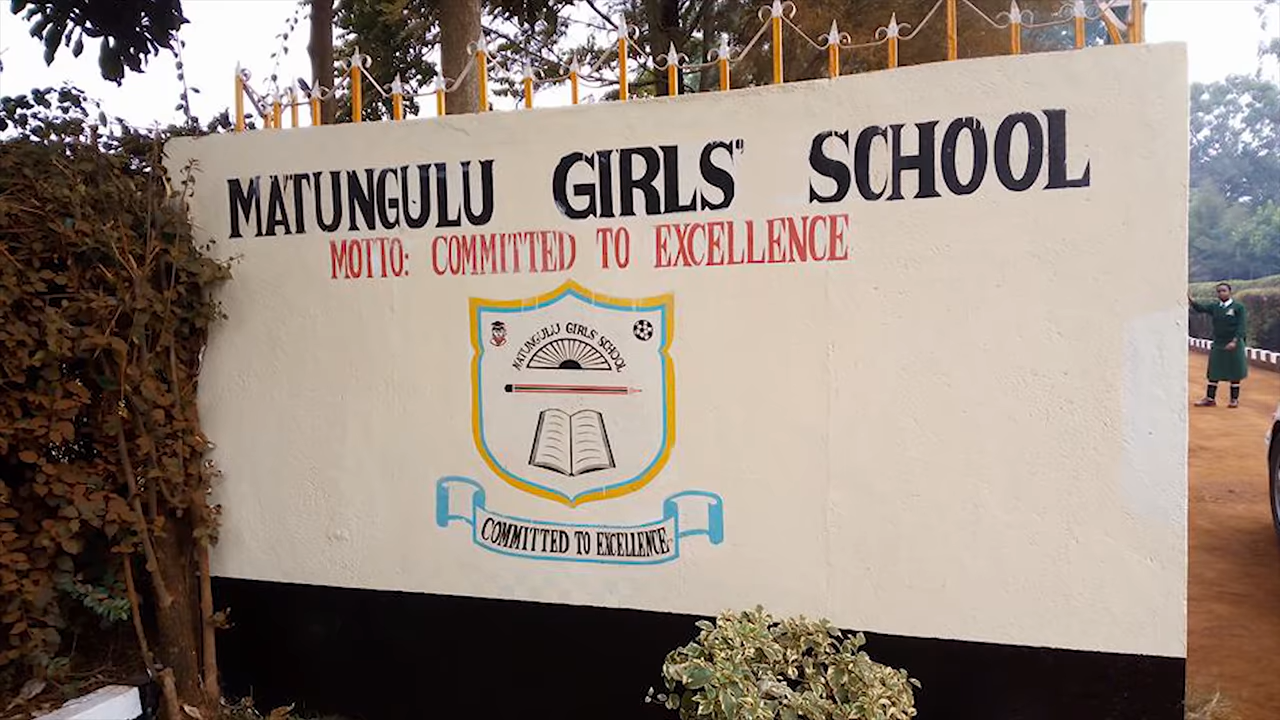 MATUNGULU GIRLS' SCHOOL
MOTTO: COMMITTED TO EXCELLENCE
MATUNGULU GIRLS' SCHOOL
COMMITTED TO EXCELLENCE